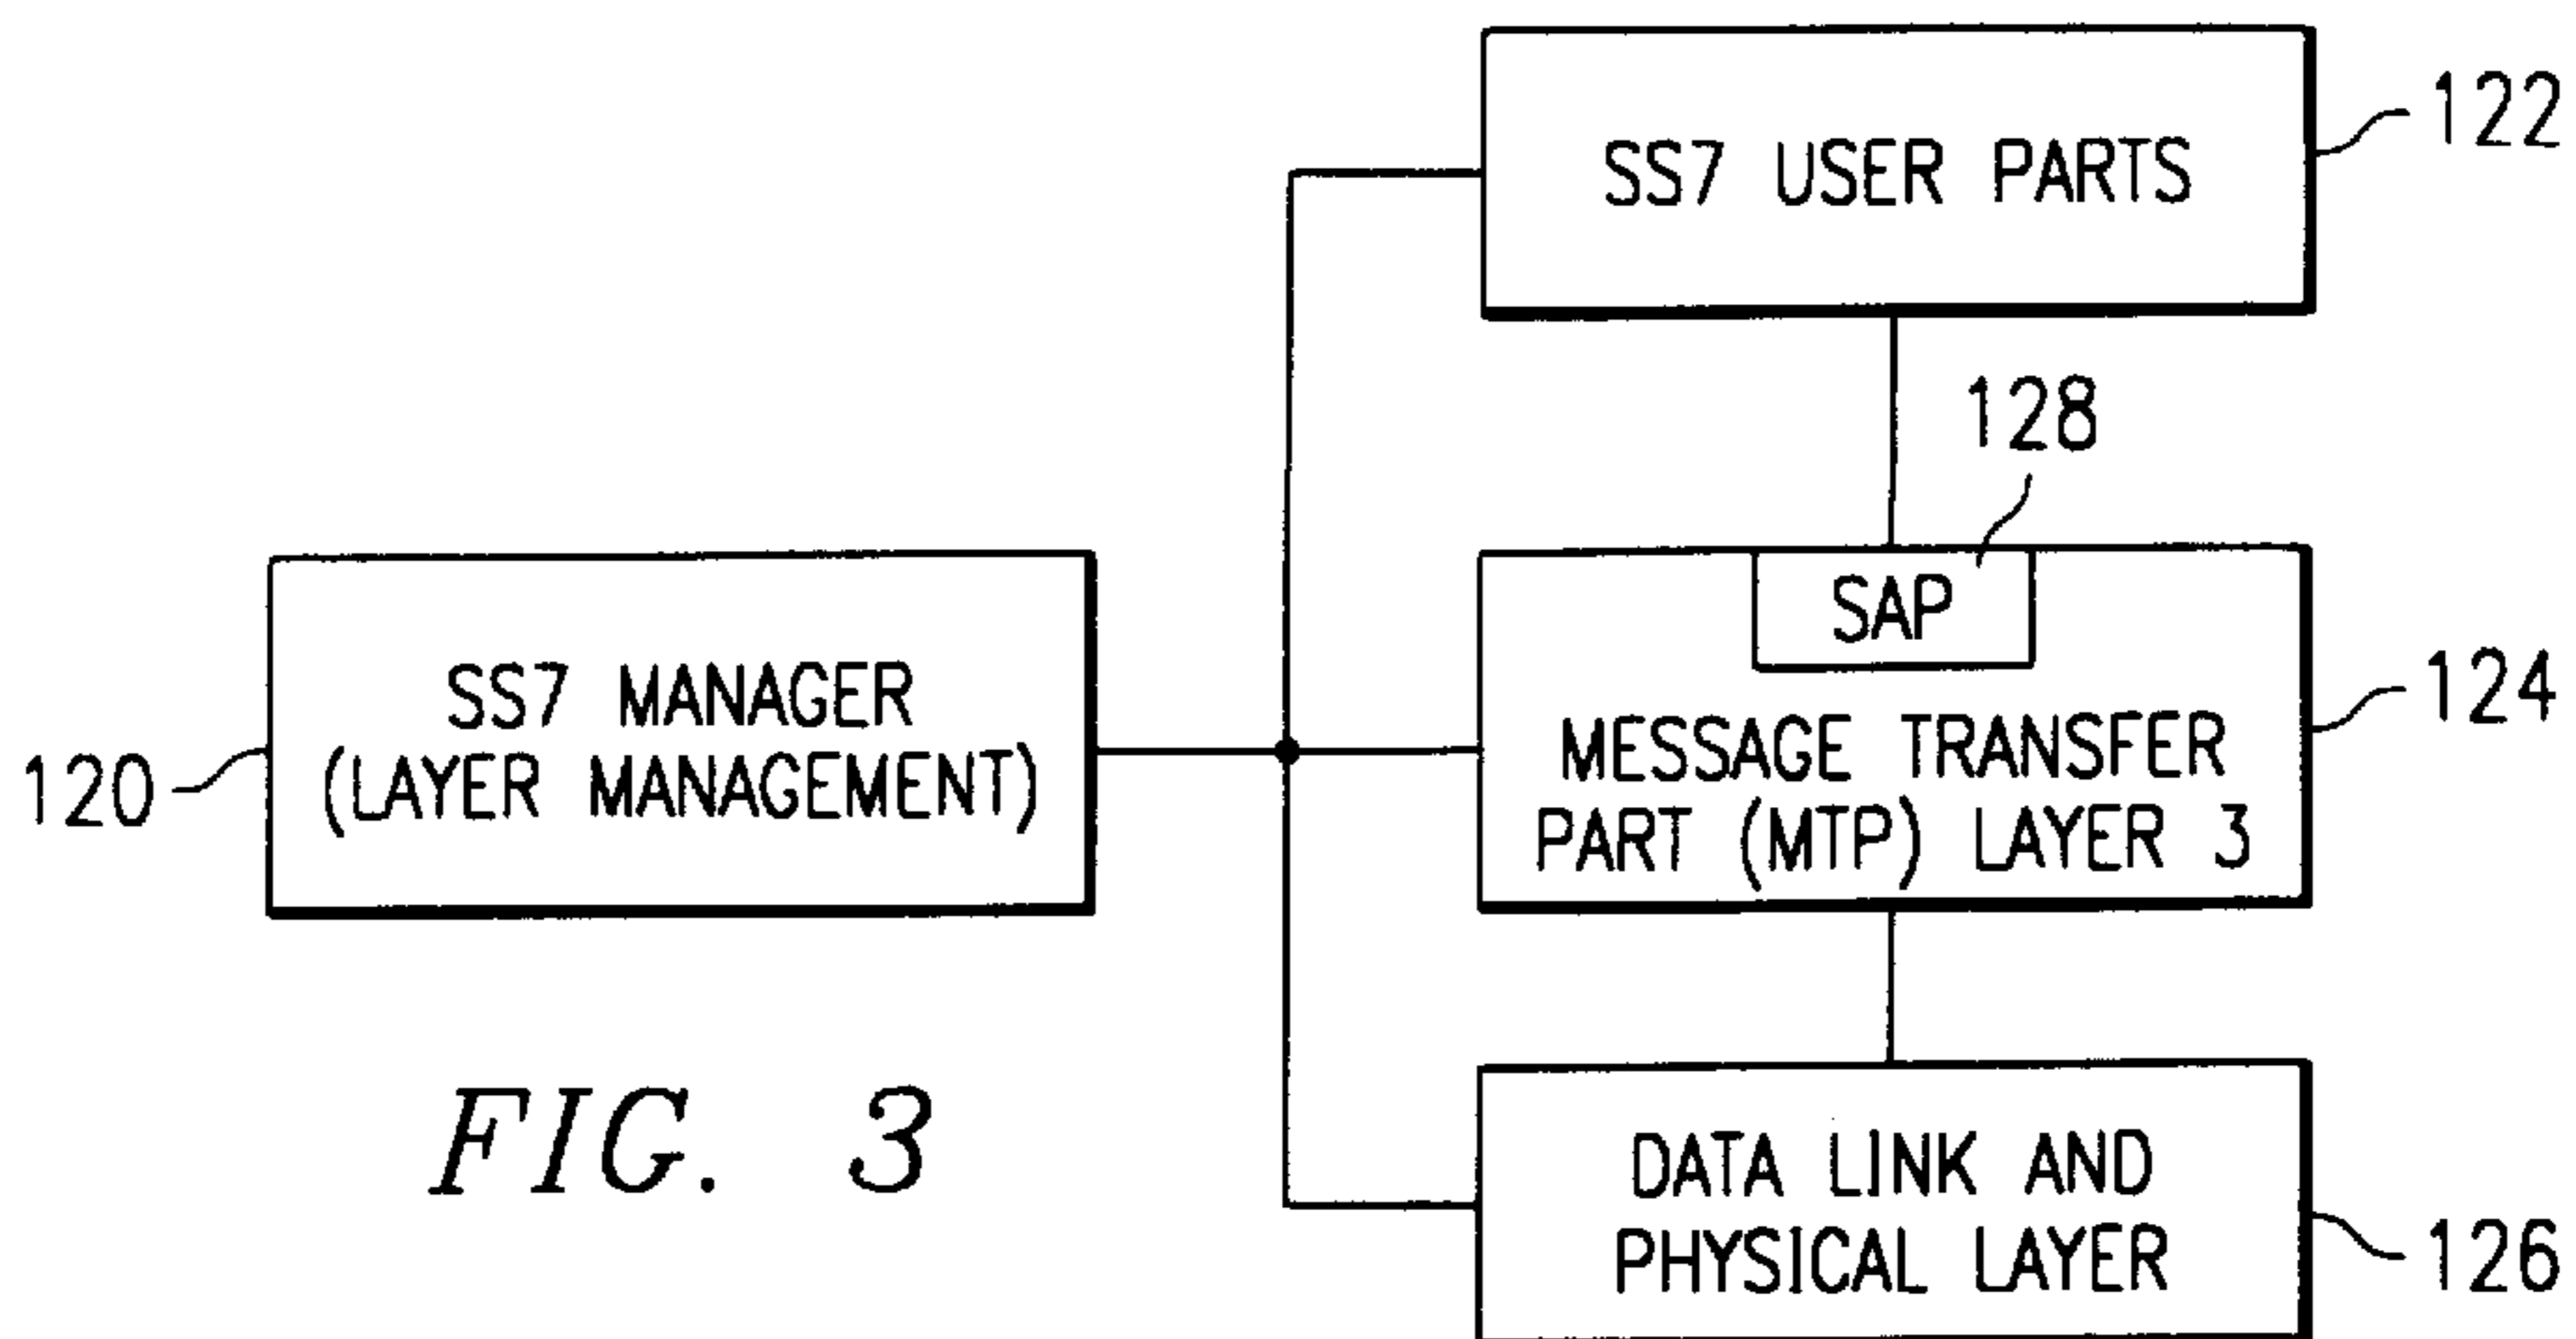 SS7 USER PARTS
122
128
SAP
SS7 MANAGER
(LAYER MANAGEMENT)
120
MESSAGE TRANSFER
PART (MTP) LAYER 3
124
DATA LINK AND
PHYSICAL LAYER
126
FIG. 3